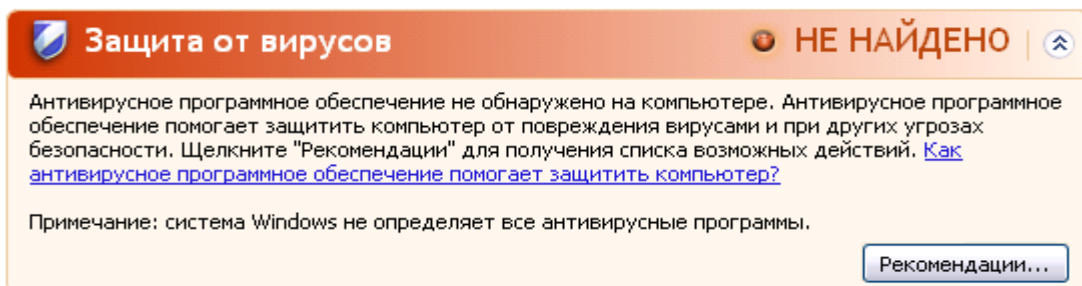 Защита от вирусов НЕ НАЙДЕНО
Антивирусное программное обеспечение не обнаружено на компьютере. Антивирусное программное
обеспечение помогает защитить компьютер от повреждения вирусами и при других угрозах
безопасности. Щелкните "Рекомендации" для получения списка возможных действий. Как
антивирусное программное обеспечение помогает защитить компьютер?
Примечание: система Windows не определяет все антивирусные программы.
Рекомендации...